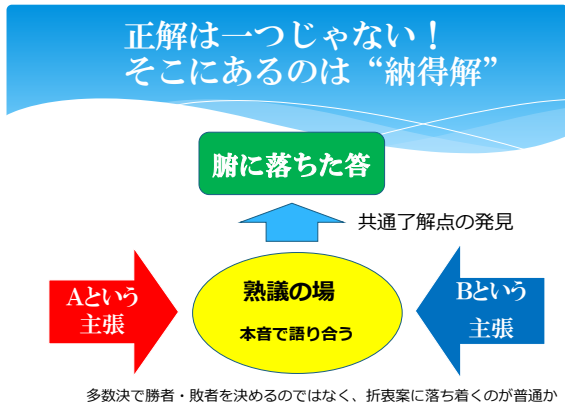 正解は一つじゃない！
そこにあるのは“納得解”
腑に落ちた答
共通了解点の発見
Aという
主張
熟議の場
本音で語り合う
Bという
主張
多数決で勝者・敗者を決めるのではなく、折衷案に落ち着くのが普通か